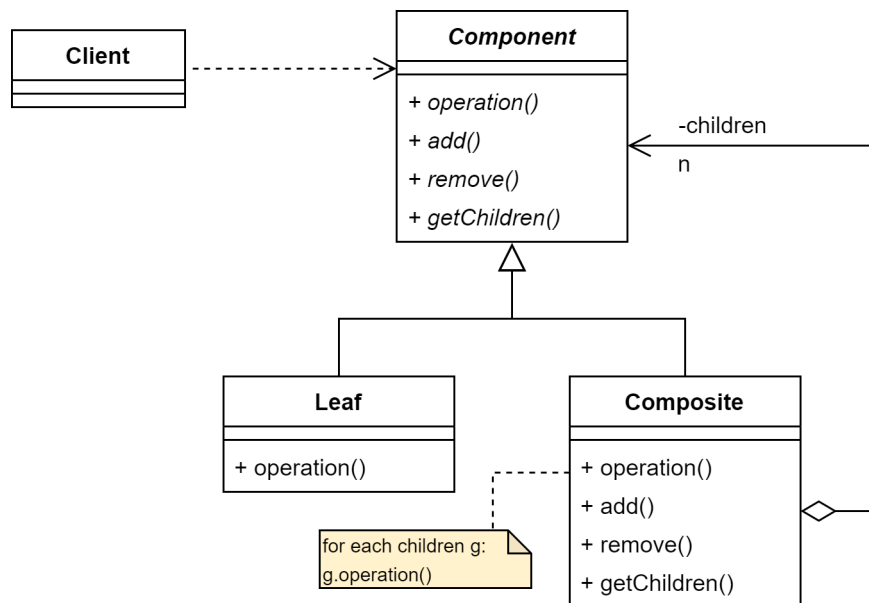 Client
Component
+ operation()
+ add()
+ remove()
+ getChildren()
-children
n
Leaf
+ operation()
Composite
+ operation()
+ add()
+ remove()
+ getChildren()
for each children g:
g.operation()